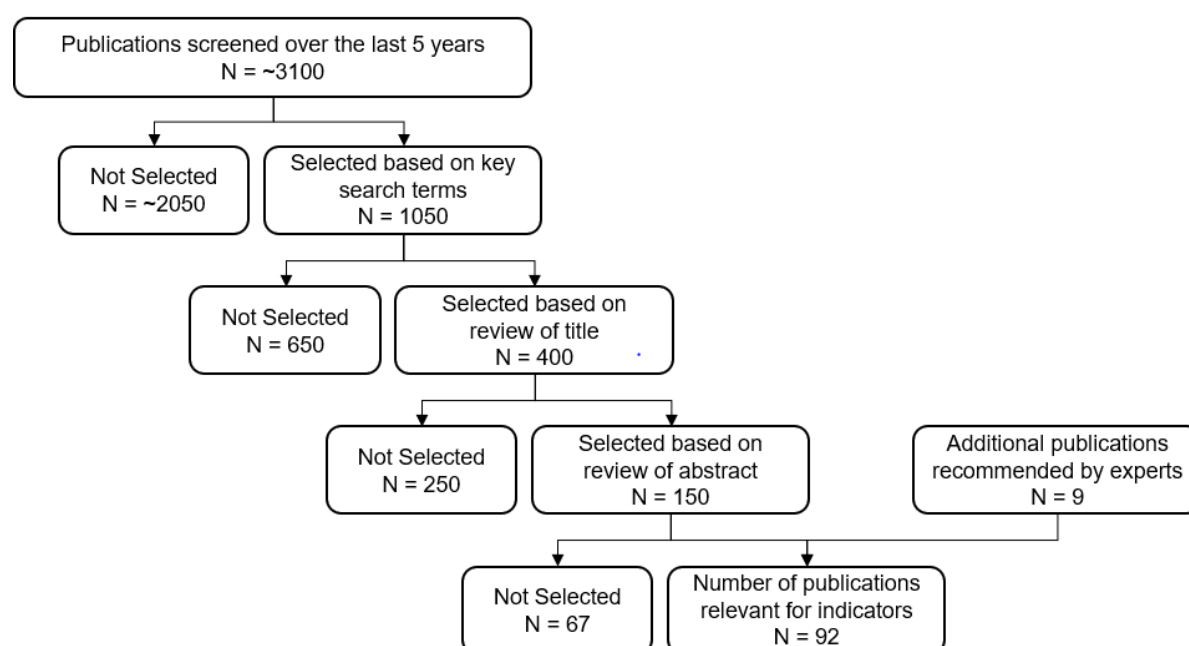 Publications screened over the last 5 years
N = ~3100
Not Selected
N = ~2050
Selected based on key
search terms
N = 1050
Not Selected
N = 650
Selected based on
review of title
N = 400
Not Selected
N = 250
Selected based on
review of abstract
N = 150
Additional publications
recommended by experts
N = 9
Not Selected
N = 67
Number of publications
relevant for indicators
N = 92